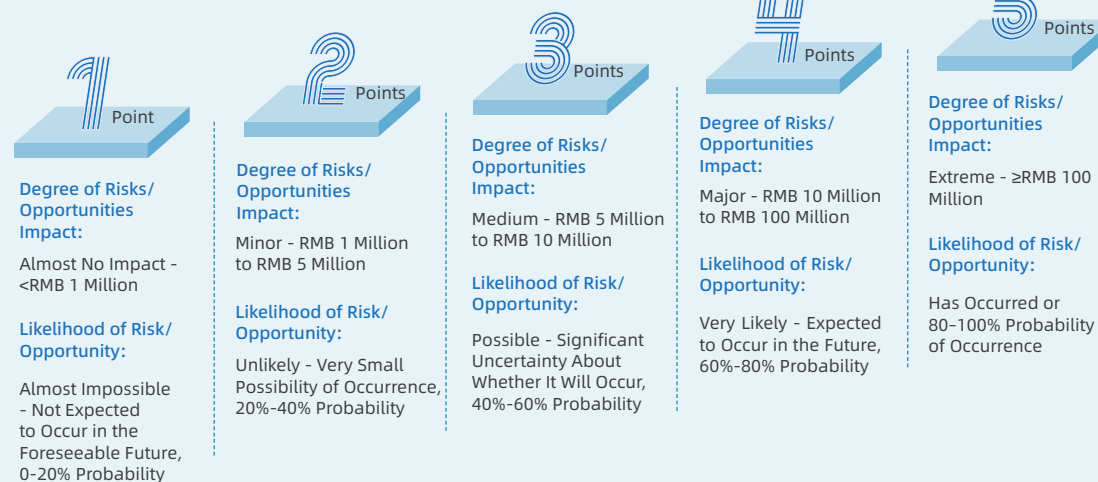 1 Point
Degree of Risks/
Opportunities
Impact:
Almost No Impact -
<RMB 1 Million
Likelihood of Risk/
Opportunity:
Almost Impossible
- Not Expected
to Occur in the
Foreseeable Future,
0-20% Probability
2 Points
Degree of Risks/
Opportunities
Impact:
Minor - RMB 1 Million
to RMB 5 Million
Likelihood of Risk/
Opportunity:
Unlikely - Very Small
Possibility of Occurrence,
20%-40% Probability
3 Points
Degree of Risks/
Opportunities
Impact:
Medium - RMB 5 Million
to RMB 10 Million
Likelihood of Risk/
Opportunity:
Possible - Significant
Uncertainty About
Whether It Will Occur,
40%-60% Probability
4 Points
Degree of Risks/
Opportunities
Impact:
Major - RMB 10 Million
to RMB 100 Million
Likelihood of Risk/
Opportunity:
Very Likely - Expected
to Occur in the Future,
60%-80% Probability
5 Points
Degree of Risks/
Opportunities
Impact:
Extreme - ≥RMB 100
Million
Likelihood of Risk/
Opportunity:
Has Occurred or
80–100% Probability
of Occurrence